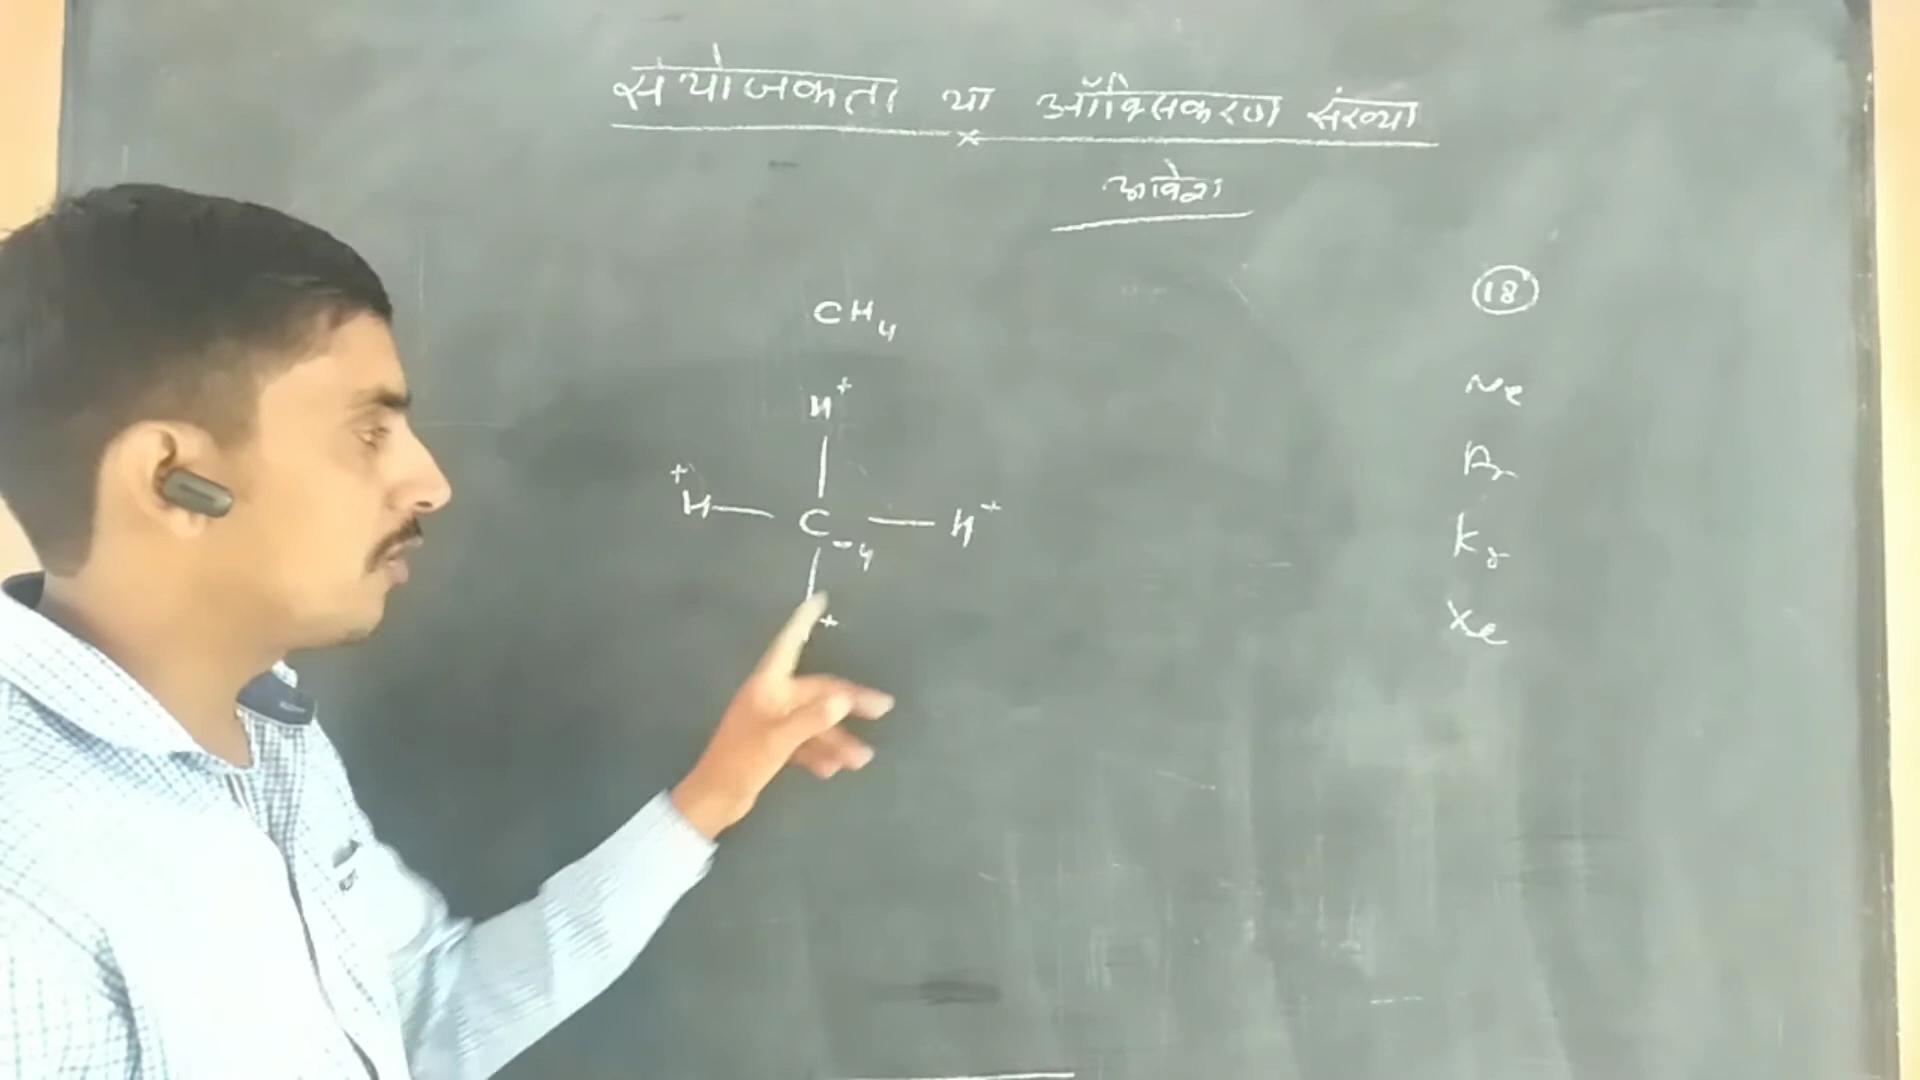 संयोजकता या ऑक्सिकरण संख्या
आवेश
CH4
H+
+H — C-4 — H+
+
18
Ne
Ar
Kr
Xe